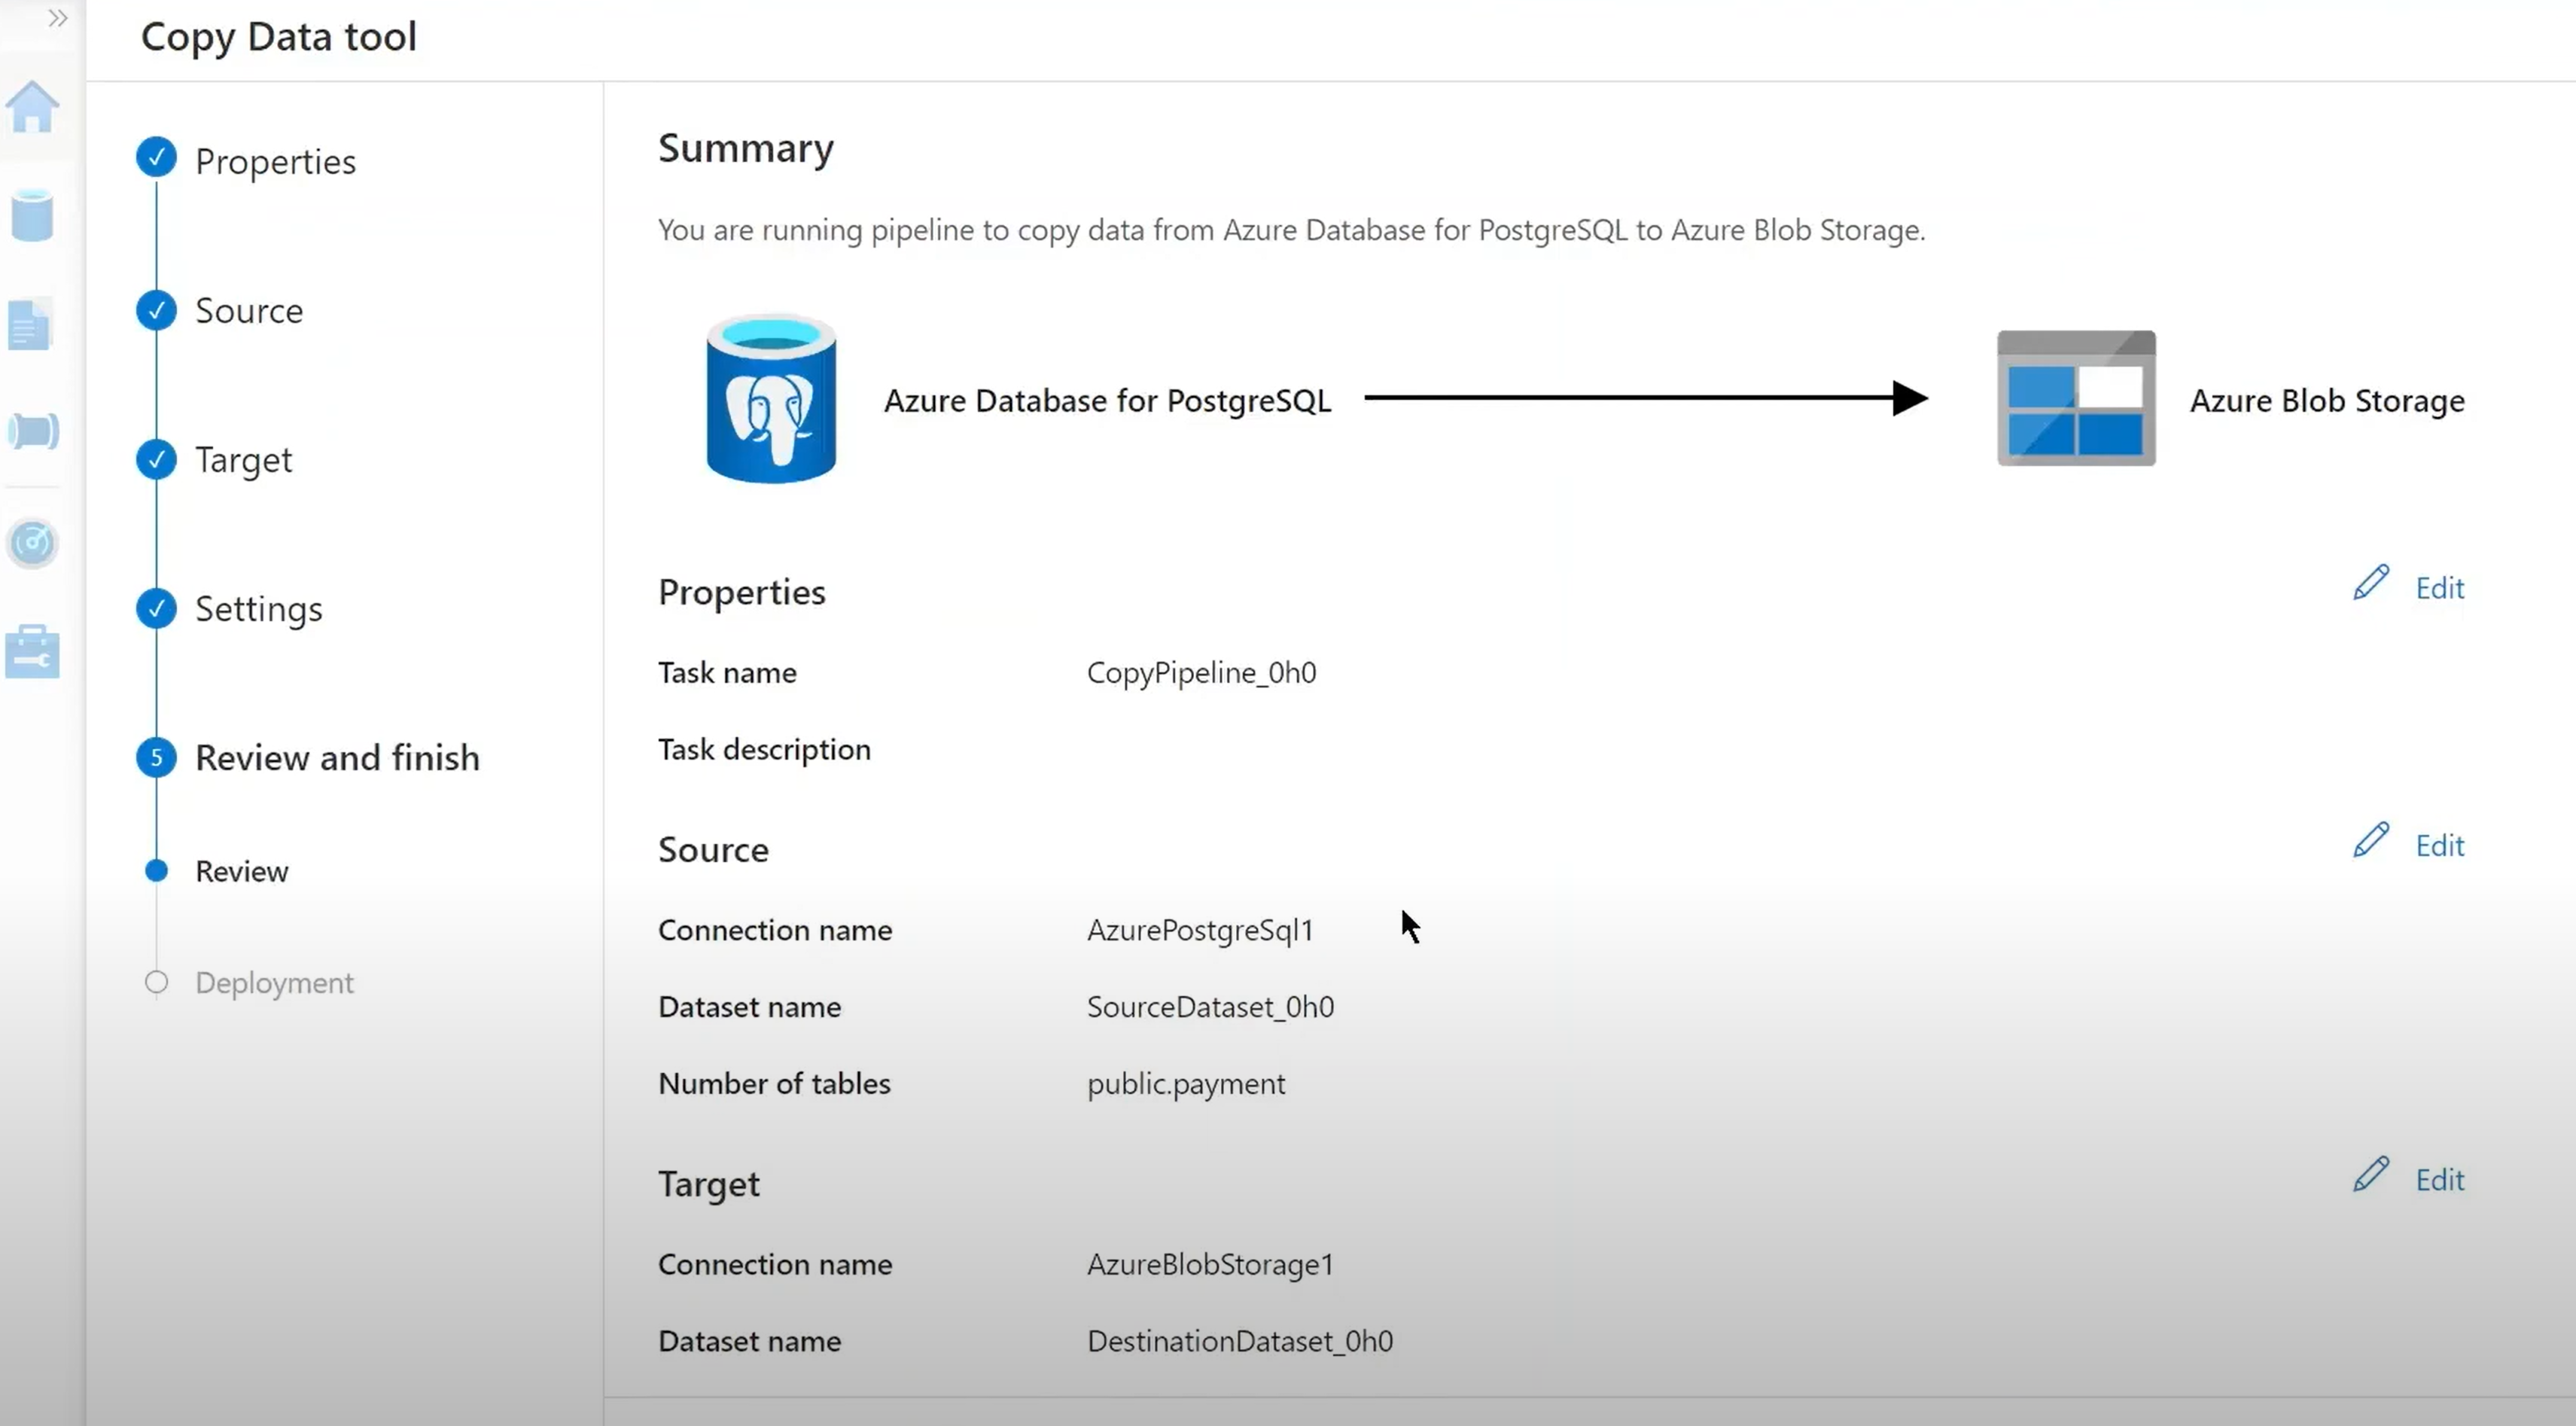 Copy Data tool
Properties
Source
Target
Settings
5 Review and finish
Review
Deployment
Summary
You are running pipeline to copy data from Azure Database for PostgreSQL to Azure Blob Storage.
Azure Database for PostgreSQL
Azure Blob Storage
Properties Edit
Task name CopyPipeline_0h0
Task description
Source Edit
Connection name AzurePostgreSql1
Dataset name SourceDataset_0h0
Number of tables public.payment
Target Edit
Connection name AzureBlobStorage1
Dataset name DestinationDataset_0h0